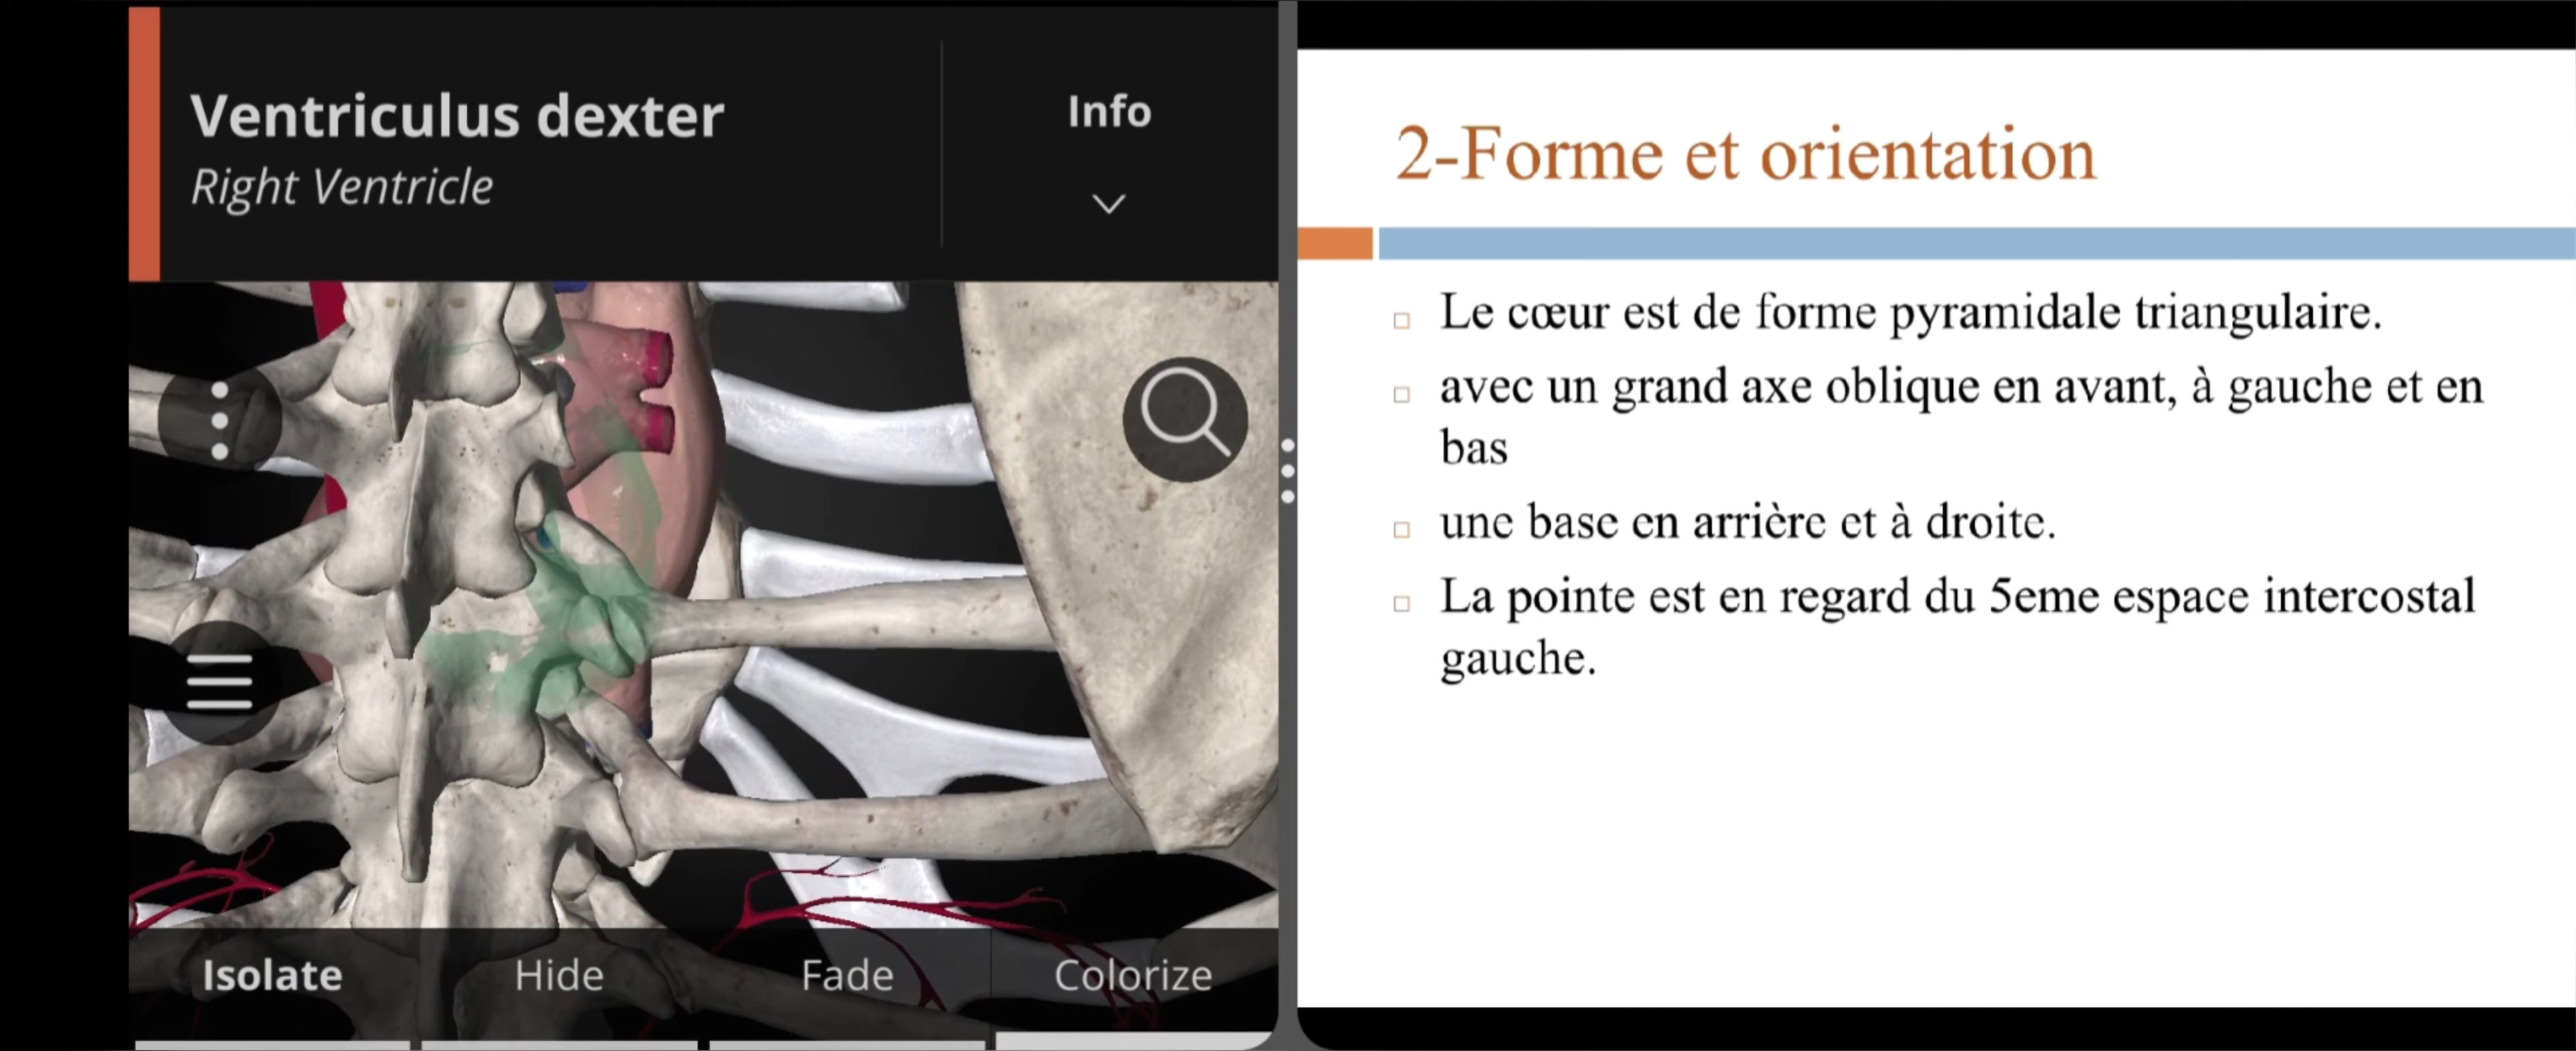 Ventriculus dexter
Right Ventricle
Info
Isolate
Hide
Fade
Colorize
2-Forme et orientation
Le cœur est de forme pyramidale triangulaire.
avec un grand axe oblique en avant, à gauche et en
bas
une base en arrière et à droite.
La pointe est en regard du 5eme espace intercostal
gauche.